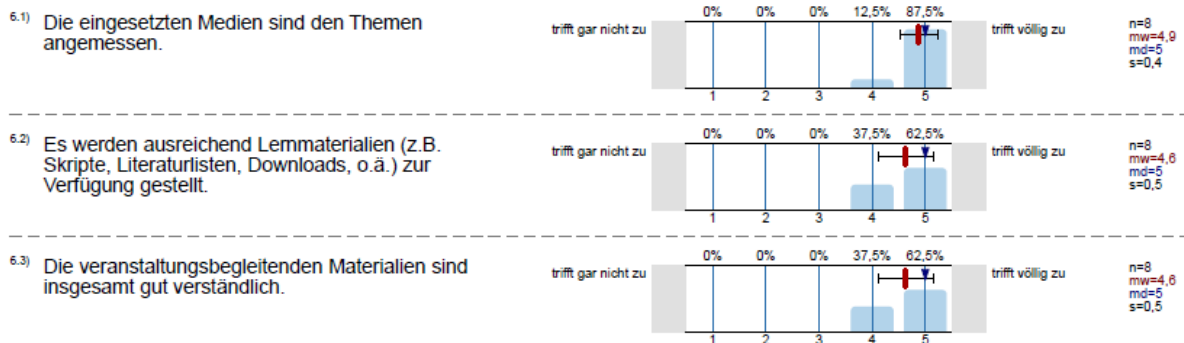 6.1) Die eingesetzten Medien sind den Themen
angemessen.
0% 0% 0% 12,5% 87,5%
trifft gar nicht zu
trifft völlig zu
1 2 3 4 5
n=8
mw=4,9
md=5
s=0,4
6.2) Es werden ausreichend Lernmaterialien (z.B.
Skripte, Literaturlisten, Downloads, o.ä.) zur
Verfügung gestellt.
0% 0% 0% 37,5% 62,5%
trifft gar nicht zu
trifft völlig zu
1 2 3 4 5
n=8
mw=4,6
md=5
s=0,5
6.3) Die veranstaltungsbegleitenden Materialien sind
insgesamt gut verständlich.
0% 0% 0% 37,5% 62,5%
trifft gar nicht zu
trifft völlig zu
1 2 3 4 5
n=8
mw=4,6
md=5
s=0,5